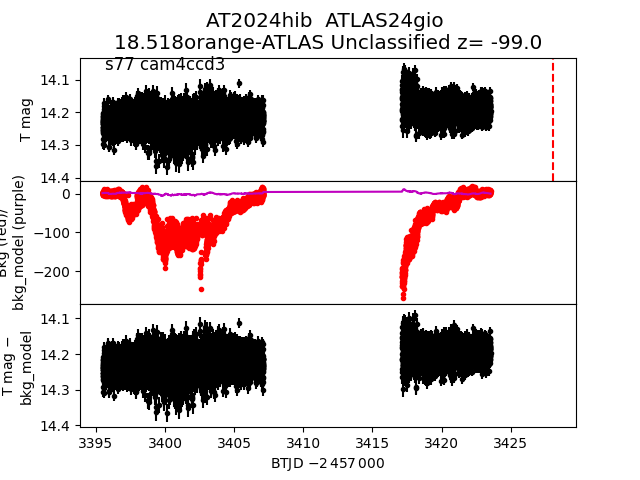 AT2024hib  ATLAS24gio
18.518orange-ATLAS Unclassified z= -99.0
s77 cam4ccd3
T mag
14.1
14.2
14.3
14.4
Bkg (red)/
bkg_model (purple)
0
−100
−200
T mag −
bkg_model
14.1
14.2
14.3
14.4
3395 3400 3405 3410 3415 3420 3425
BTJD −2 457 000